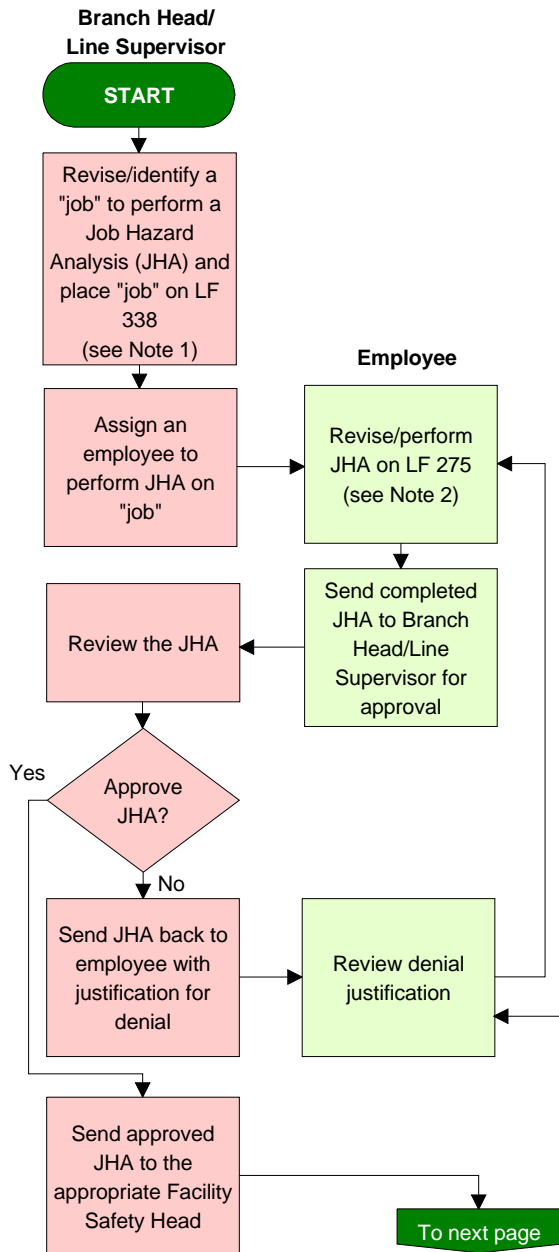 Branch Head/
Line Supervisor
START
Revise/identify a
"job" to perform a
Job Hazard
Analysis (JHA) and
place "job" on LF
338
(see Note 1)
Employee
Assign an
employee to
perform JHA on
"job"
Revise/perform
JHA on LF 275
(see Note 2)
Send completed
JHA to Branch
Head/Line
Supervisor for
approval
Review the JHA
Yes
Approve
JHA?
No
Send JHA back to
employee with
justification for
denial
Review denial
justification
Send approved
JHA to the
appropriate Facility
Safety Head
To next page